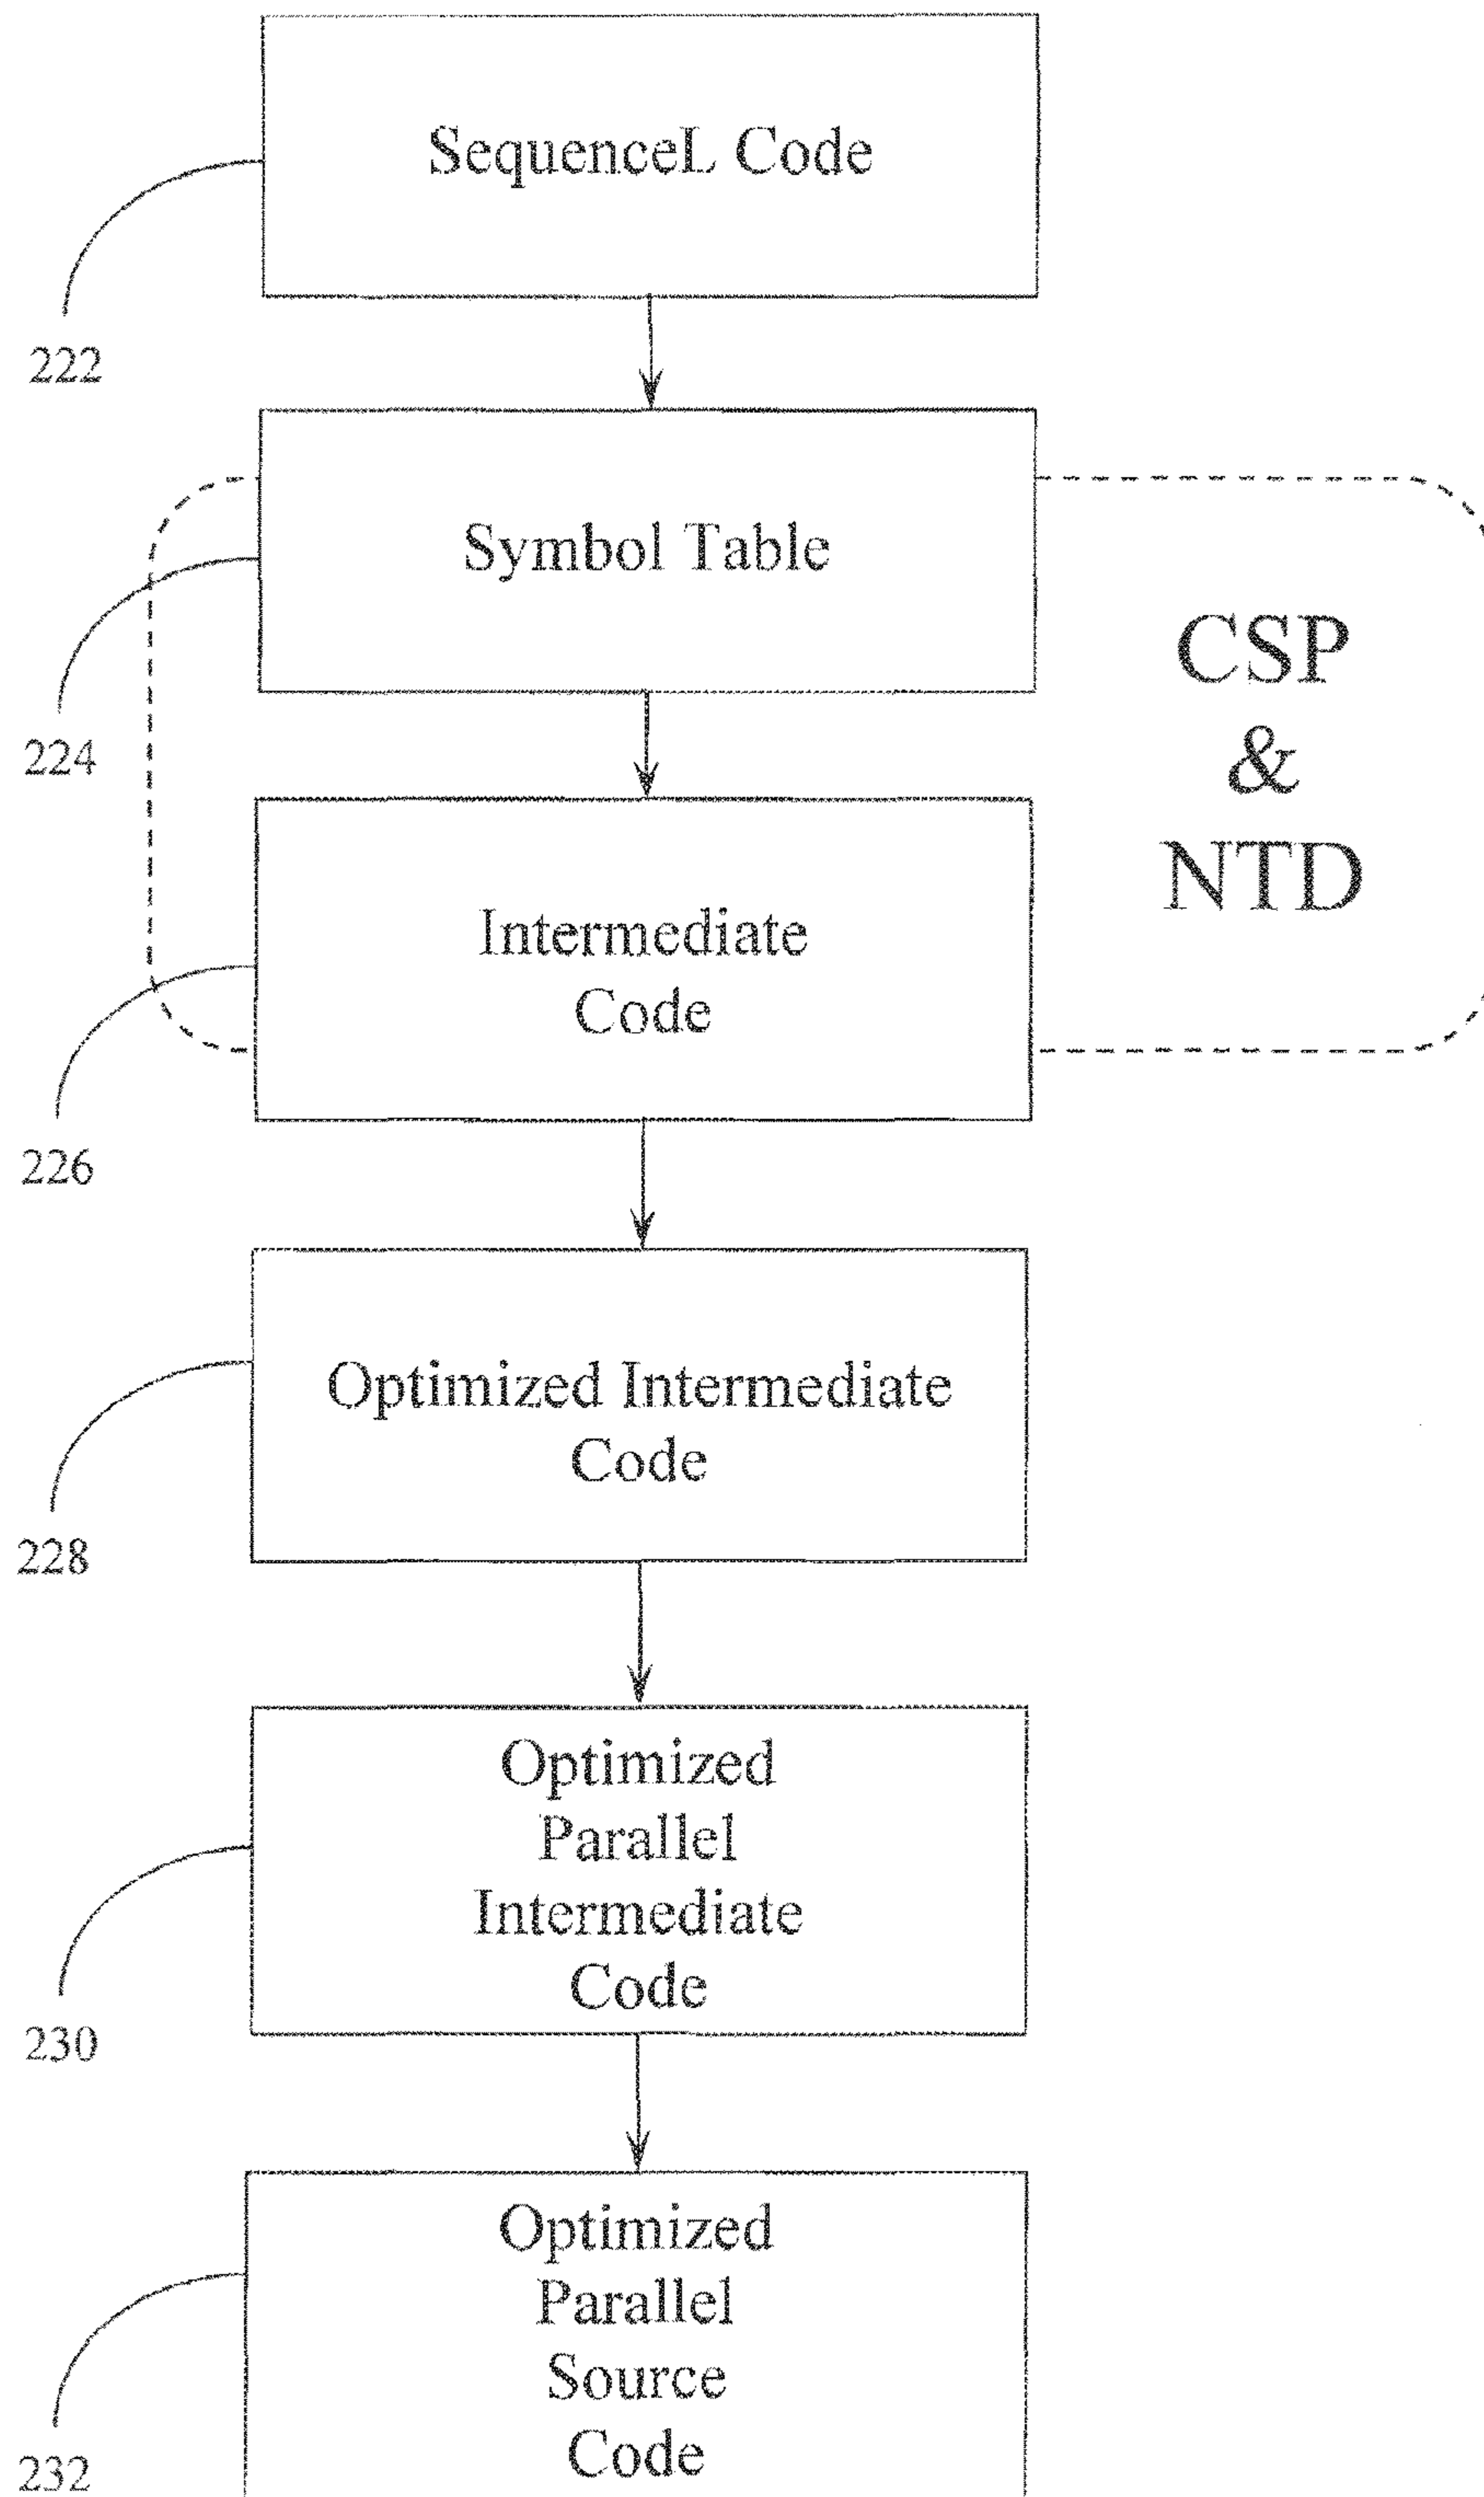 SequenceL Code
222
Symbol Table
224
CSP
&
NTD
Intermediate
Code
226
Optimized Intermediate
Code
228
Optimized
Parallel
Intermediate
Code
230
Optimized
Parallel
Source
Code
232